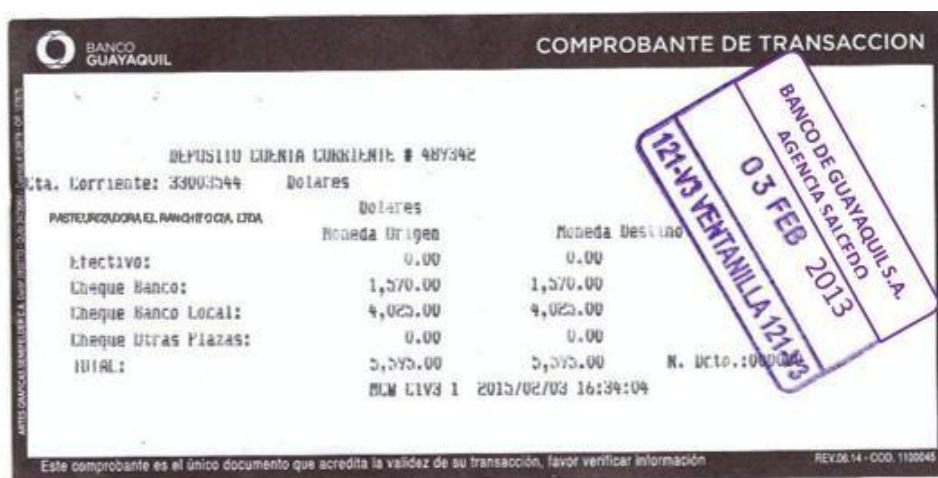 BANCO
GUAYAQUIL
COMPROBANTE DE TRANSACCION
DEPOSITO CUENTA CORRIENTE # 489342
Cta. Corriente: 33003544 Dolares
PASTEURIZADORA EL RANCHITO CIA. LTDA
Dolares
Moneda Origen Moneda Destino
Efectivo: 0.00 0.00
Cheque Banco: 1,570.00 1,570.00
Cheque Banco Local: 4,025.00 4,025.00
Cheque Otras Plazas: 0.00 0.00
TOTAL: 5,595.00 5,595.00 N. Dcto.:
MCW C1V3 1 2015/02/03 16:34:04
BANCO DE GUAYAQUIL S.A.
AGENCIA SALCEDO
03 FEB 2013
121-V3 VENTANILLA 121-V3
Este comprobante es el único documento que acredita la validez de su transacción, favor verificar información
REV.06.14 - COD. 1100045